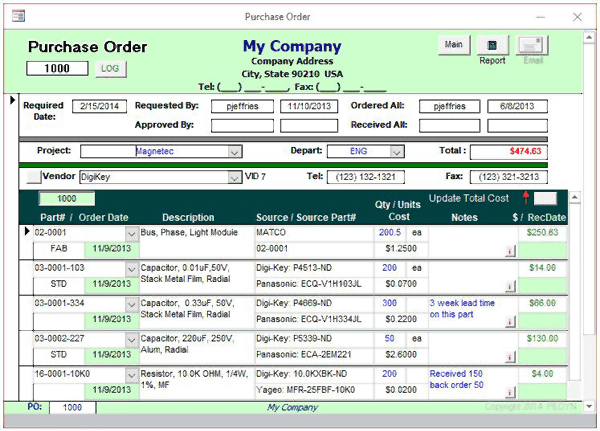 Purchase Order
Purchase Order
My Company
Main
Report
Email
1000
LOG
Company Address
City, State 90210 USA
Tel: (___) ___-____, Fax: (___) ___-____
Required Date:
2/15/2014
Requested By:
pjeffries
11/10/2013
Ordered All:
pjeffries
6/8/2013
Approved By:
Received All:
Project:
Magnetec
Depart:
ENG
Total :
$474.63
Vendor
DigiKey
VID 7
Tel:
(123) 132-1321
Fax:
(123) 321-3213
1000
Qty / Units
Update Total Cost
Part# / Order Date
Description
Source / Source Part#
Cost
Notes
$ / RecDate
02-0001
Bus, Phase, Light Module
MATCO
200.5 ea
$250.63
FAB 11/9/2013
02-0001
$1.2500
i
03-0001-103
Capacitor, 0.01uF,50V,
Digi-Key: P4513-ND
200 ea
$14.00
STD 11/9/2013
Stack Metal Film, Radial
Panasonic: ECQ-V1H103JL
$0.0700
i
03-0001-334
Capacitor, 0.33uF, 50V,
Digi-Key: P4669-ND
300 ea
3 week lead time
$66.00
STD 11/9/2013
Stack Metal Film, Radial
Panasonic: ECQ-V1H334JL
$0.2200
on this part
i
03-0002-227
Capacitor, 220uF, 250V,
Digi-Key: P5339-ND
50 ea
$130.00
STD 11/9/2013
Alum, Radial
Panasonic: ECA-2EM221
$2.6000
i
16-0001-10K0
Resistor, 10.0K OHM, 1/4W,
Digi-Key: 10.0KXBK-ND
200 ea
Received 150
$4.00
11/9/2013
1%, MF
Yageo: MFR-25FBF-10K0
$0.0200
back order 50
i
PO: 1000
My Company
Copyright 2014